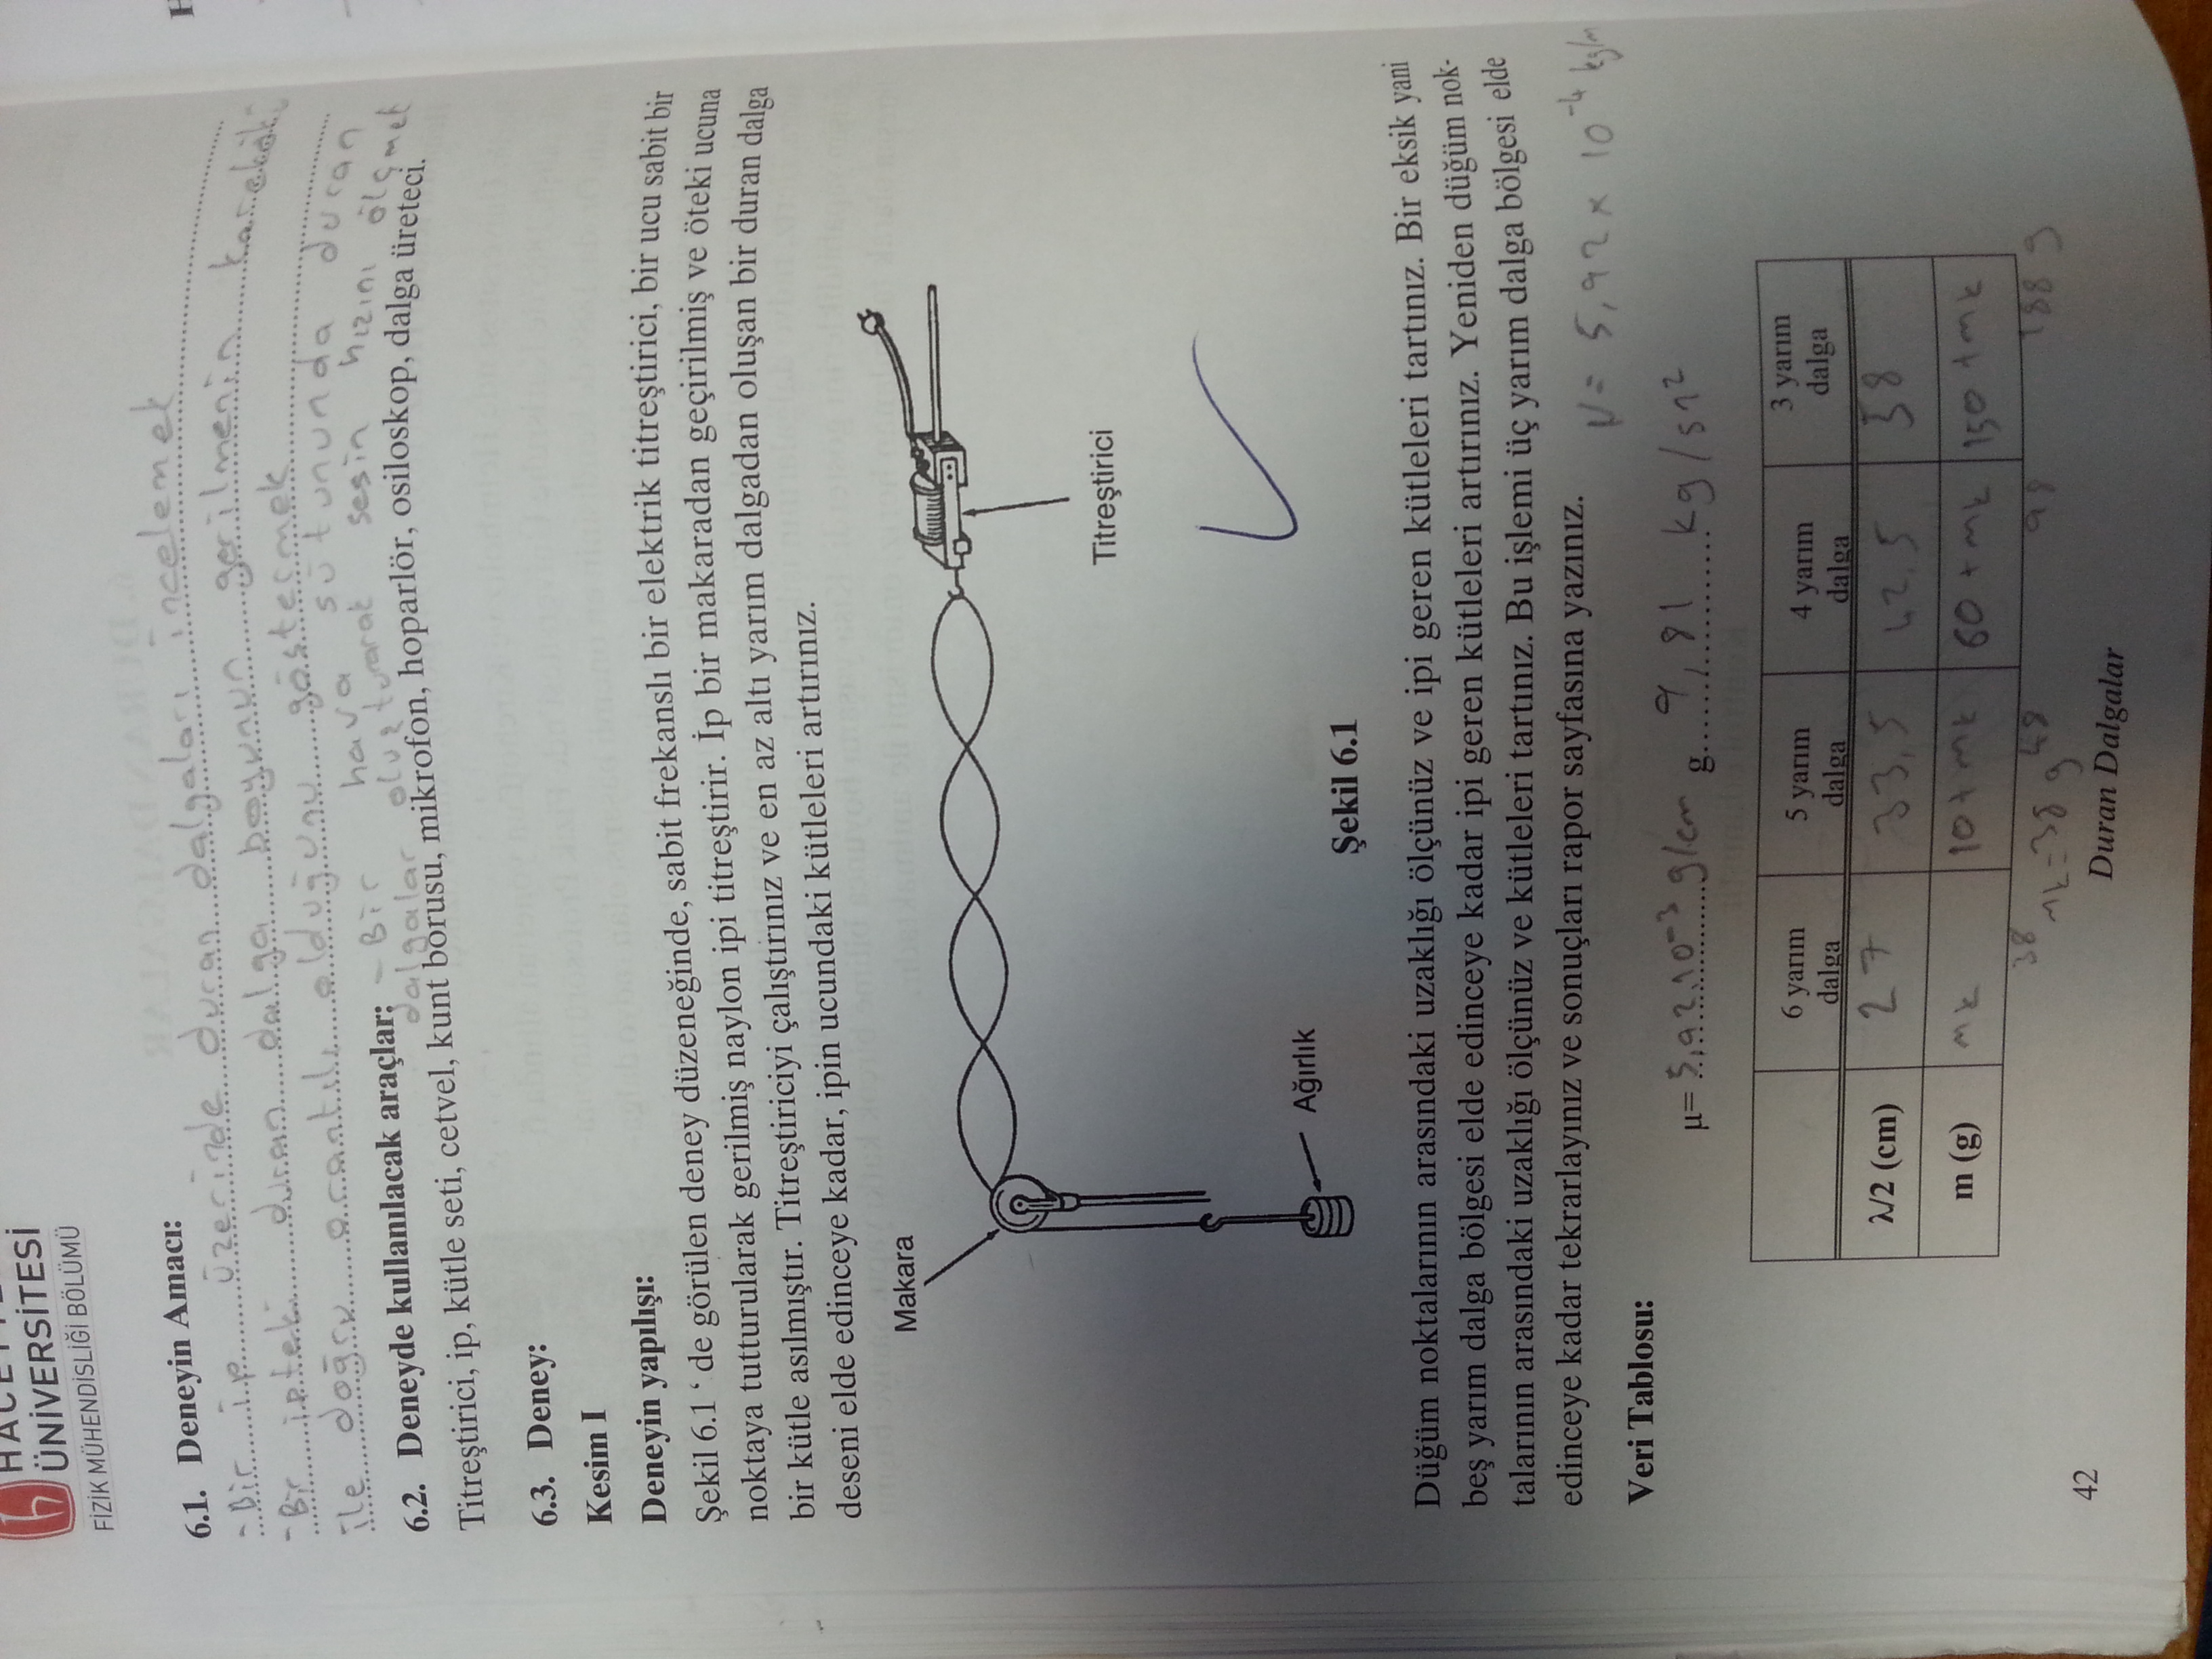 HACETTEPE
ÜNİVERSİTESİ
FİZİK MÜHENDİSLİĞİ BÖLÜMÜ
6.1. Deneyin Amacı:
- Bir ip üzerinde duran dalgaları incelemek
- Bir ipteki duran dalga boyunun gerilmenin karekökü
ile doğru orantılı olduğunu göstermek
- Bir hava sütununda duran
dalgalar oluşturarak sesin hızını ölçmek
6.2. Deneyde kullanılacak araçlar;
Titreştirici, ip, kütle seti, cetvel, kunt borusu, mikrofon, hoparlör, osiloskop, dalga üreteci.
6.3. Deney:
Kesim I
Deneyin yapılışı:
Şekil 6.1 ‘ de görülen deney düzeneğinde, sabit frekanslı bir elektrik titreştirici, bir ucu sabit bir
noktaya tutturularak gerilmiş naylon ipi titreştirir. İp bir makaradan geçirilmiş ve öteki ucuna
bir kütle asılmıştır. Titreştiriciyi çalıştırınız ve en az altı yarım dalgadan oluşan bir duran dalga
deseni elde edinceye kadar, ipin ucundaki kütleleri artırınız.
Makara
Titreştirici
Ağırlık
Şekil 6.1
Düğüm noktalarının arasındaki uzaklığı ölçünüz ve ipi geren kütleleri tartınız. Bir eksik yani
beş yarım dalga bölgesi elde edinceye kadar ipi geren kütleleri artırınız. Yeniden düğüm nok-
talarının arasındaki uzaklığı ölçünüz ve kütleleri tartınız. Bu işlemi üç yarım dalga bölgesi elde
edinceye kadar tekrarlayınız ve sonuçları rapor sayfasına yazınız.
μ = 5,92 x 10⁻⁴ kg/m
Veri Tablosu:
μ= 5,92.10⁻³ g/cm g 9,81 kg/sn²
6 yarım dalga 5 yarım dalga 4 yarım dalga 3 yarım dalga
λ/2 (cm) 27 33,5 42,5 58
m (g) mk 10 + mk 60 + mk 150 + mk
38 48 98 188 g
mk = 38 g
42
Duran Dalgalar